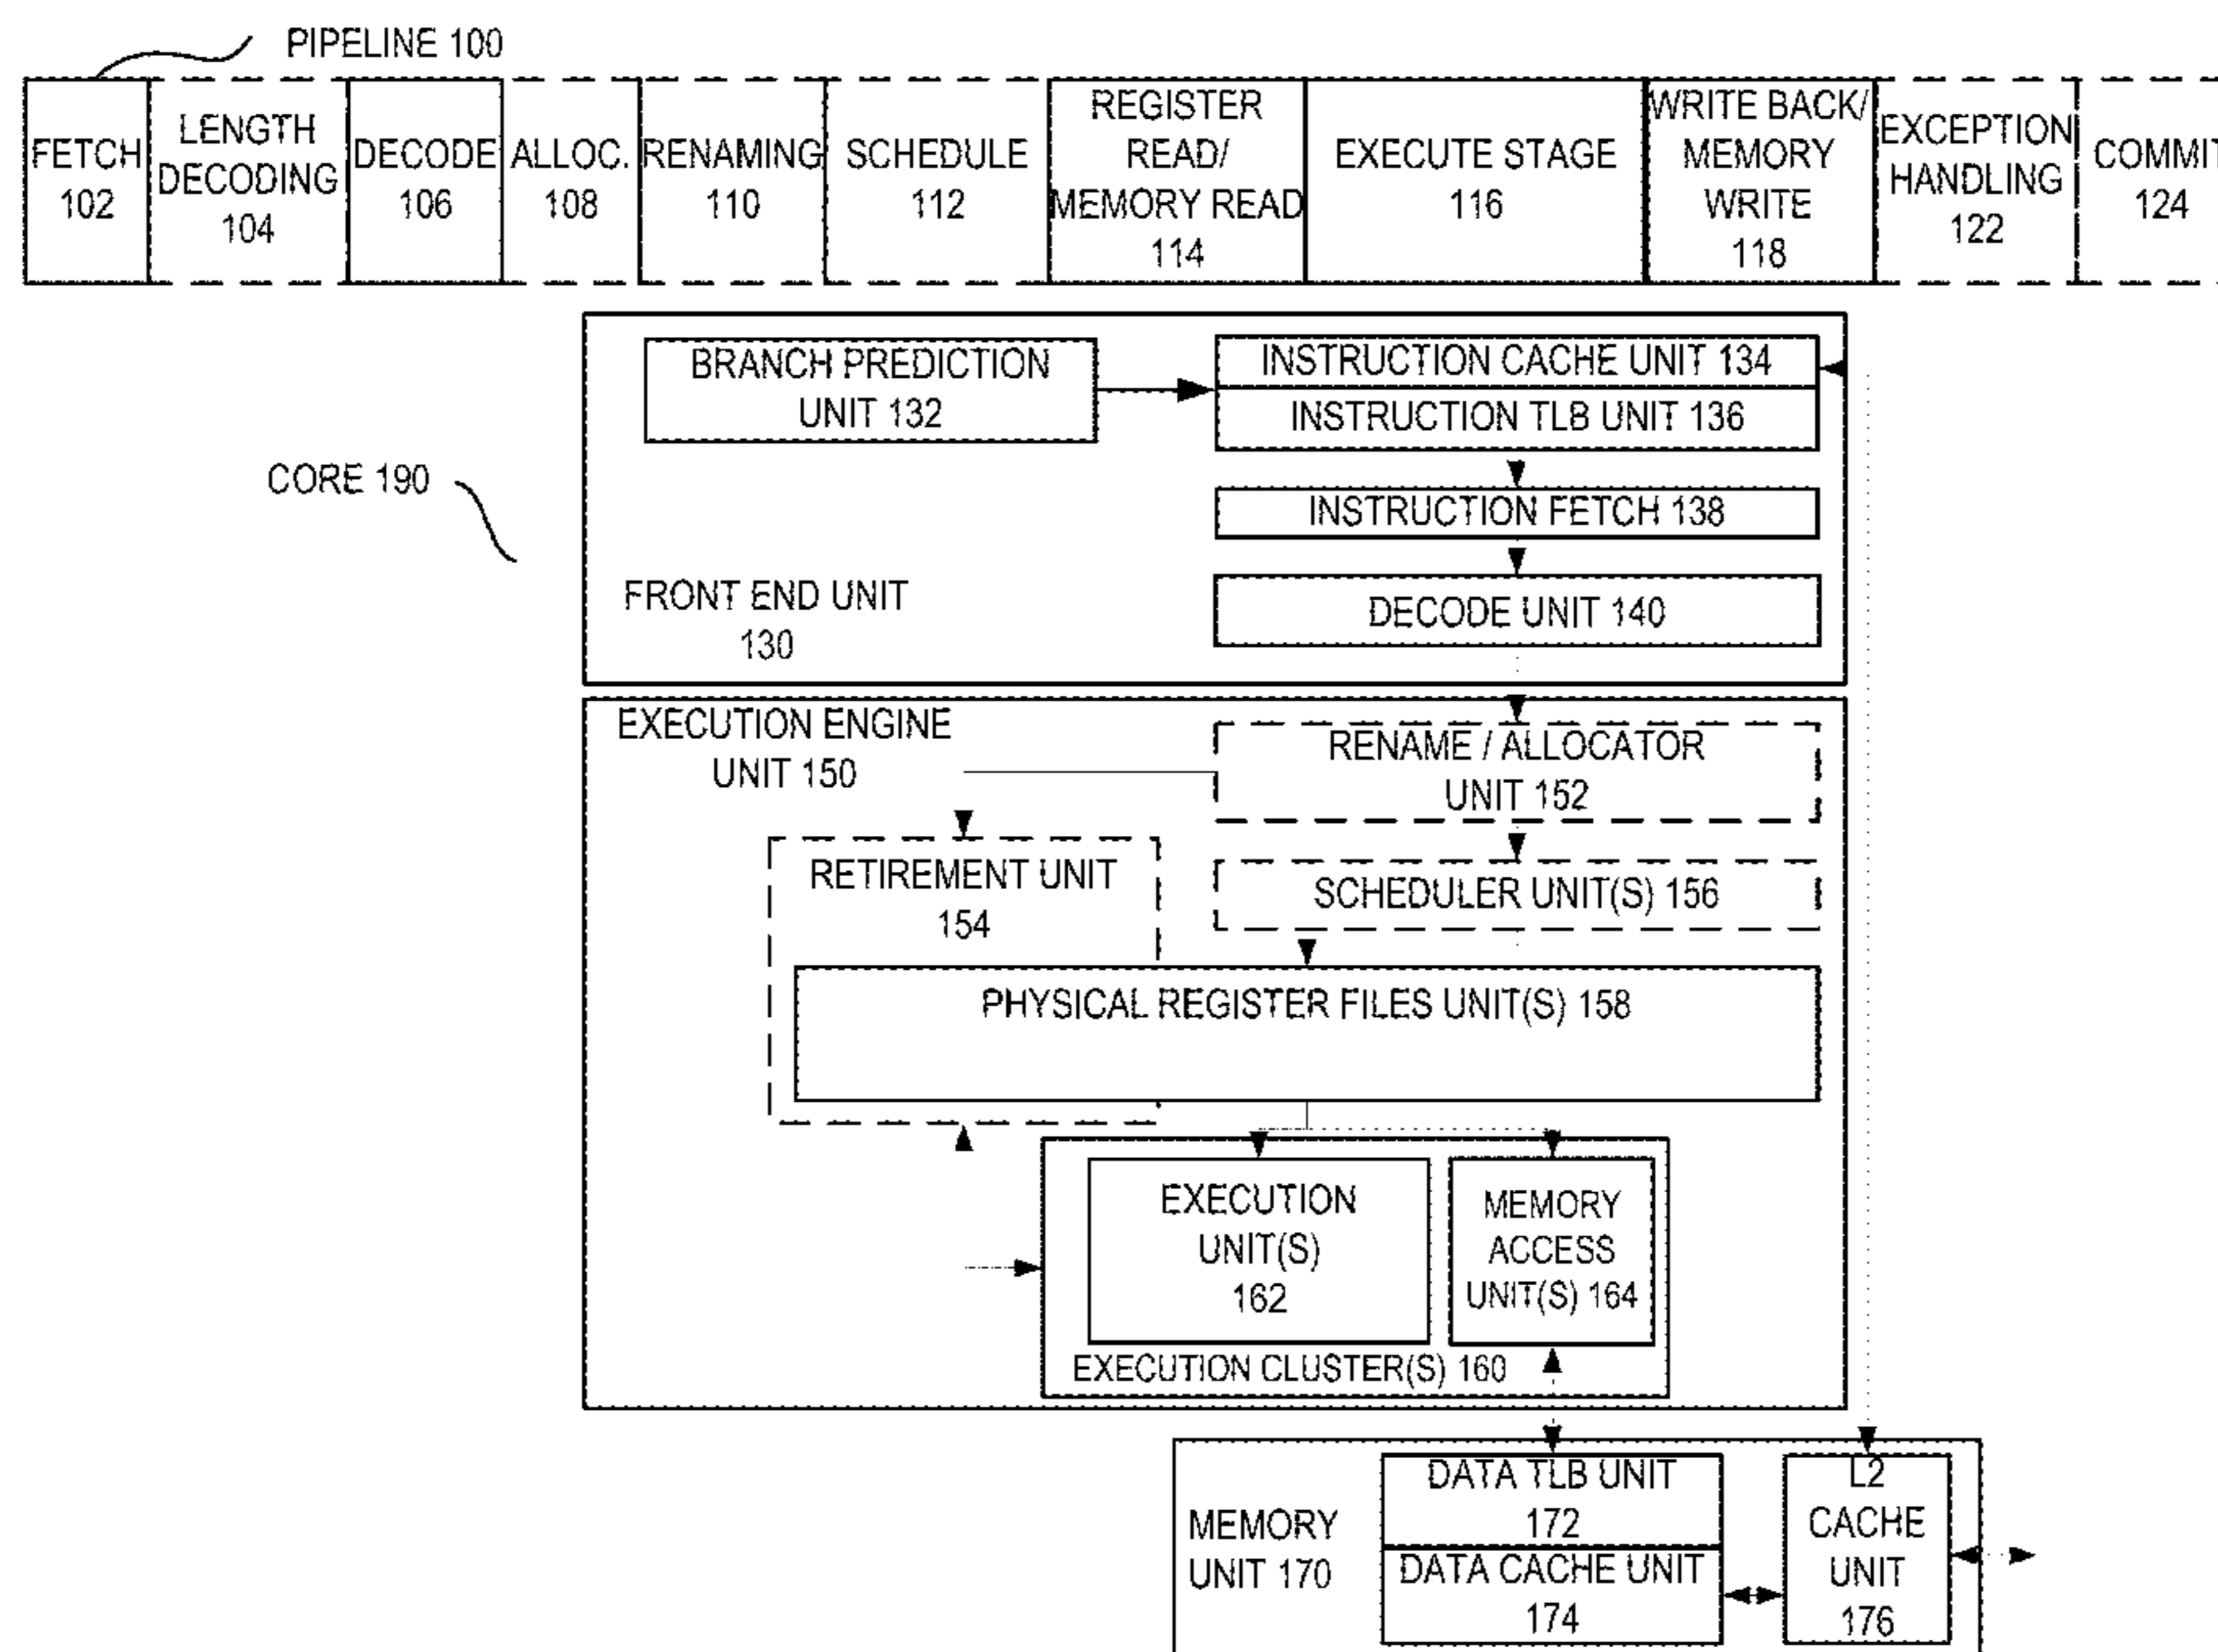 PIPELINE 100
FETCH
102
LENGTH
DECODING
104
DECODE
106
ALLOC.
108
RENAMING
110
SCHEDULE
112
REGISTER
READ/
MEMORY READ
114
EXECUTE STAGE
116
WRITE BACK/
MEMORY
WRITE
118
EXCEPTION
HANDLING
122
COMMIT
124
BRANCH PREDICTION
UNIT 132
INSTRUCTION CACHE UNIT 134
INSTRUCTION TLB UNIT 136
CORE 190
INSTRUCTION FETCH 138
FRONT END UNIT
130
DECODE UNIT 140
EXECUTION ENGINE
UNIT 150
RENAME / ALLOCATOR
UNIT 152
RETIREMENT UNIT
154
SCHEDULER UNIT(S) 156
PHYSICAL REGISTER FILES UNIT(S) 158
EXECUTION
UNIT(S)
162
MEMORY
ACCESS
UNIT(S) 164
EXECUTION CLUSTER(S) 160
MEMORY
UNIT 170
DATA TLB UNIT
172
DATA CACHE UNIT
174
L2
CACHE
UNIT
176